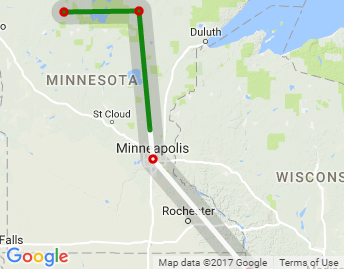 Duluth
MINNESOTA
St Cloud
Minneapolis
WISCONS
Rochester
Falls
Google
Map data ©2017 Google
Terms of Use